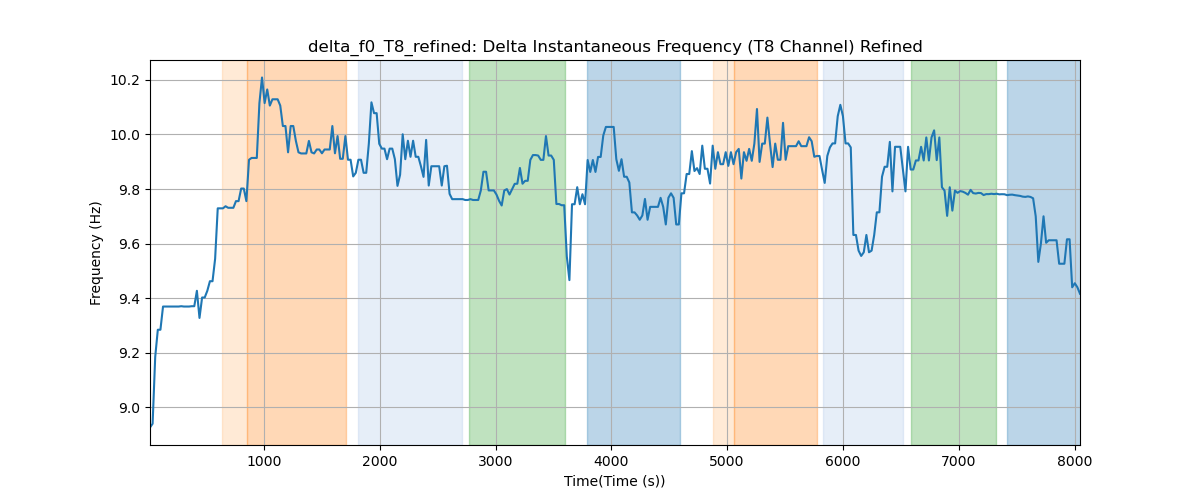 delta_f0_T8_refined: Delta Instantaneous Frequency (T8 Channel) Refined
10.2
10.0
9.8
9.6
9.4
9.2
9.0
Frequency (Hz)
1000 2000 3000 4000 5000 6000 7000 8000
Time(Time (s))